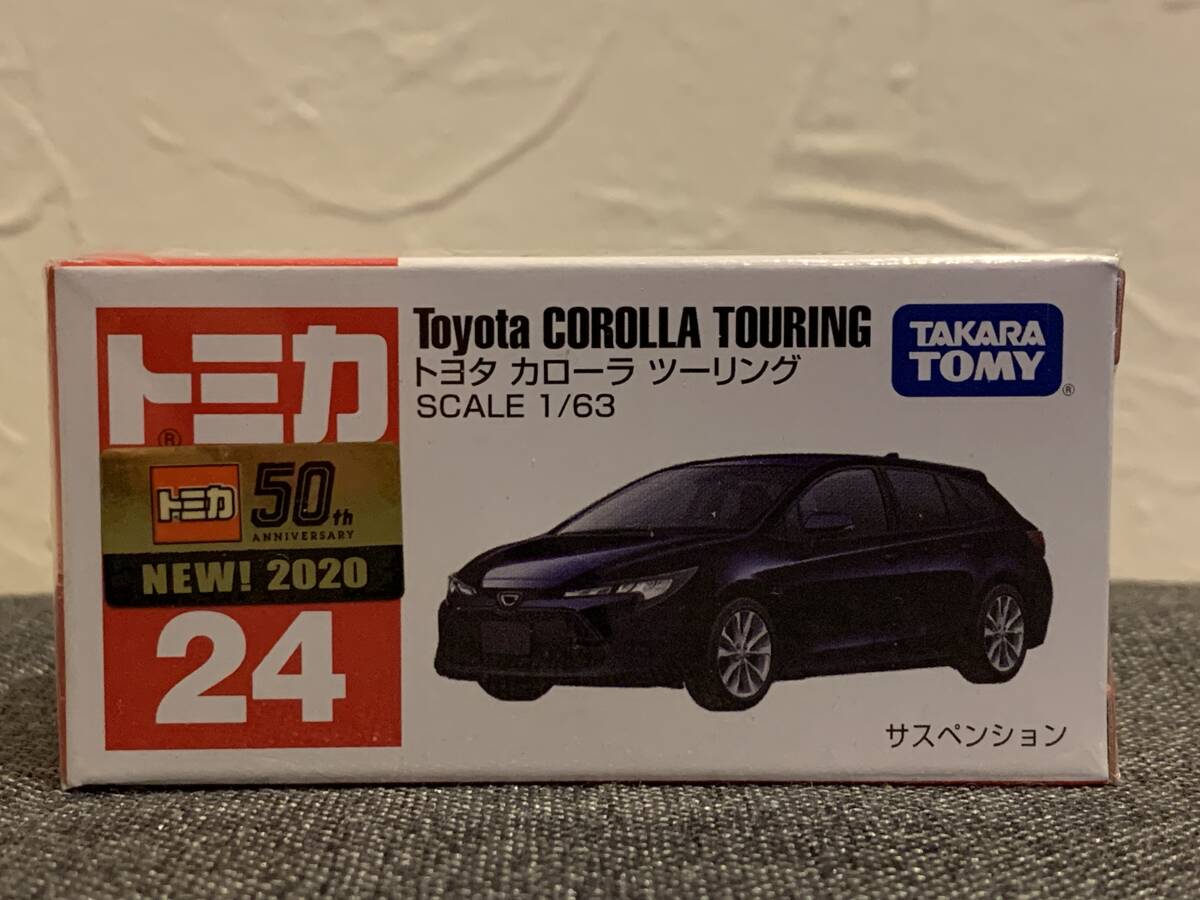 トミカ
®
トミカ
50th
ANNIVERSARY
NEW! 2020
24
Toyota COROLLA TOURING
トヨタ カローラ ツーリング
SCALE 1/63
TAKARA
TOMY
®
サスペンション